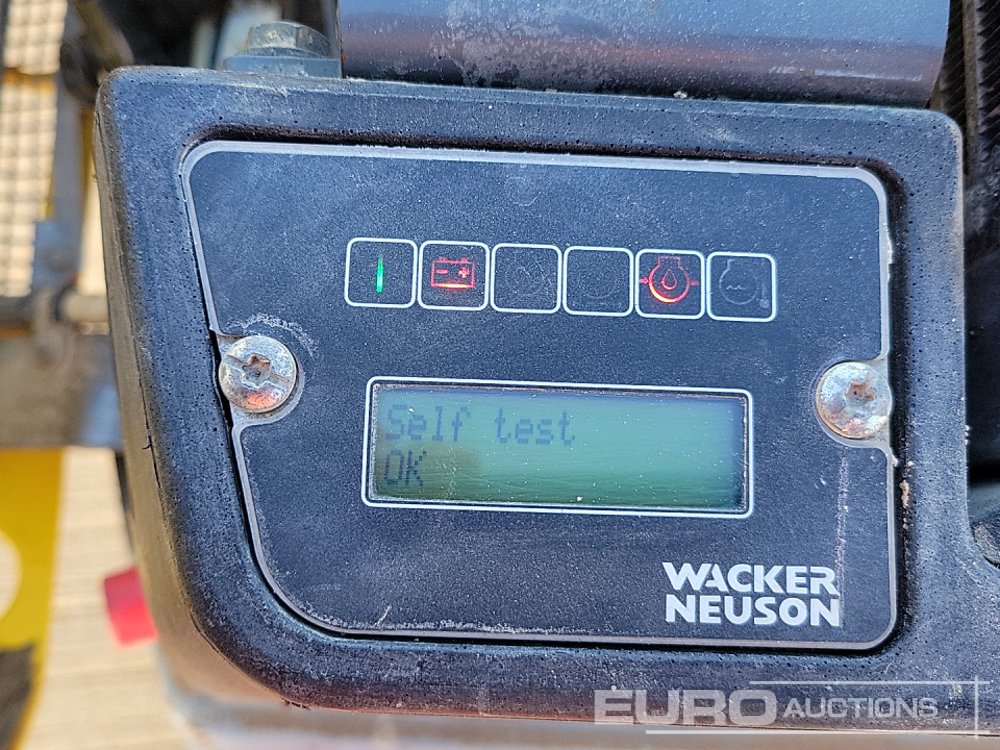 Self test
OK
WACKER
NEUSON
EURO AUCTIONS